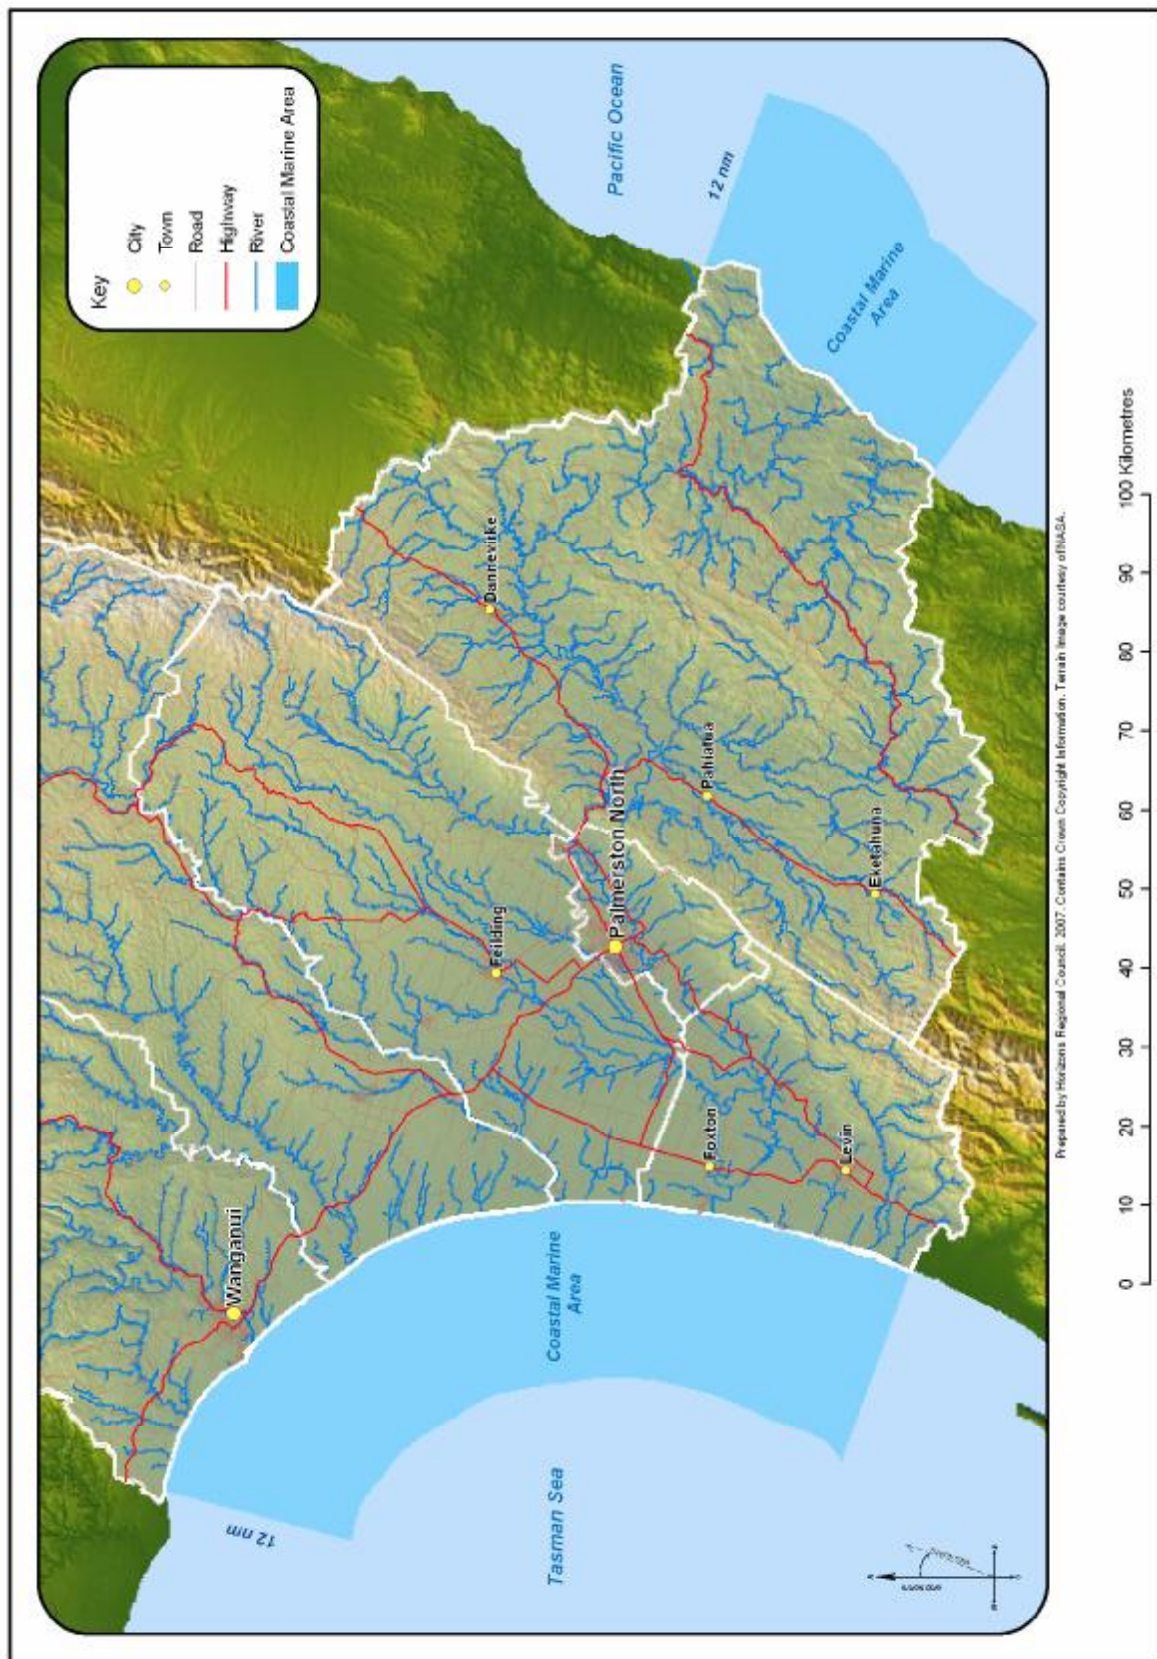 Key
City
Town
Road
Highway
River
Coastal Marine Area
Pacific Ocean
12 nm
Coastal Marine
Area
Dannevirke
Pahiatua
Eketahuna
Palmerston North
Feilding
Foxton
Levin
Wanganui
Coastal Marine
Area
Tasman Sea
12 nm
Prepared by Horizons Regional Council. 2007. Contains Crown Copyright Information. Terrain image courtesy of NASA.
0 10 20 30 40 50 60 70 80 90 100 Kilometres